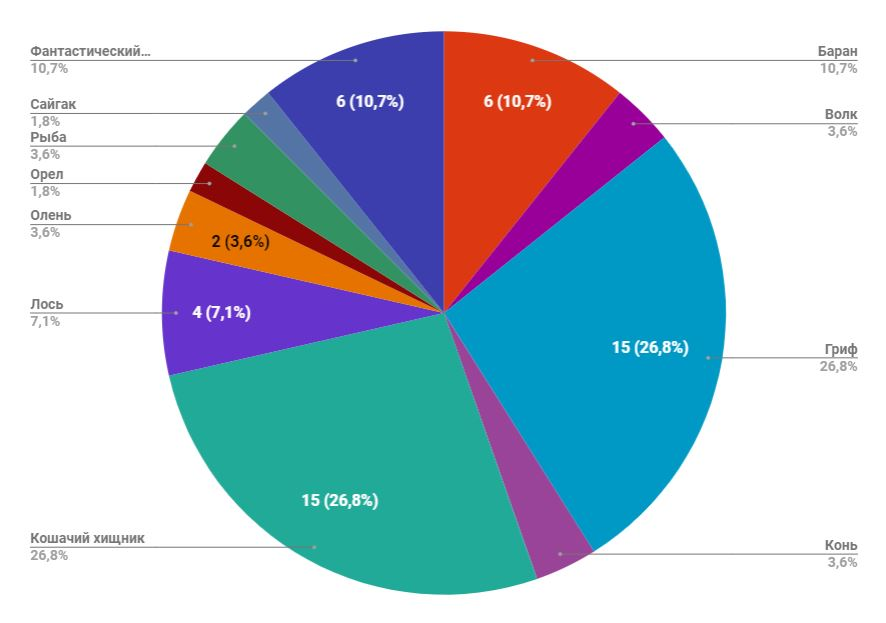 Фантастический...
10,7%
Сайгак
1,8%
Рыба
3,6%
Орел
1,8%
Олень
3,6%
Лось
7,1%
Кошачий хищник
26,8%
6 (10,7%)
6 (10,7%)
2 (3,6%)
4 (7,1%)
15 (26,8%)
15 (26,8%)
Баран
10,7%
Волк
3,6%
Гриф
26,8%
Конь
3,6%